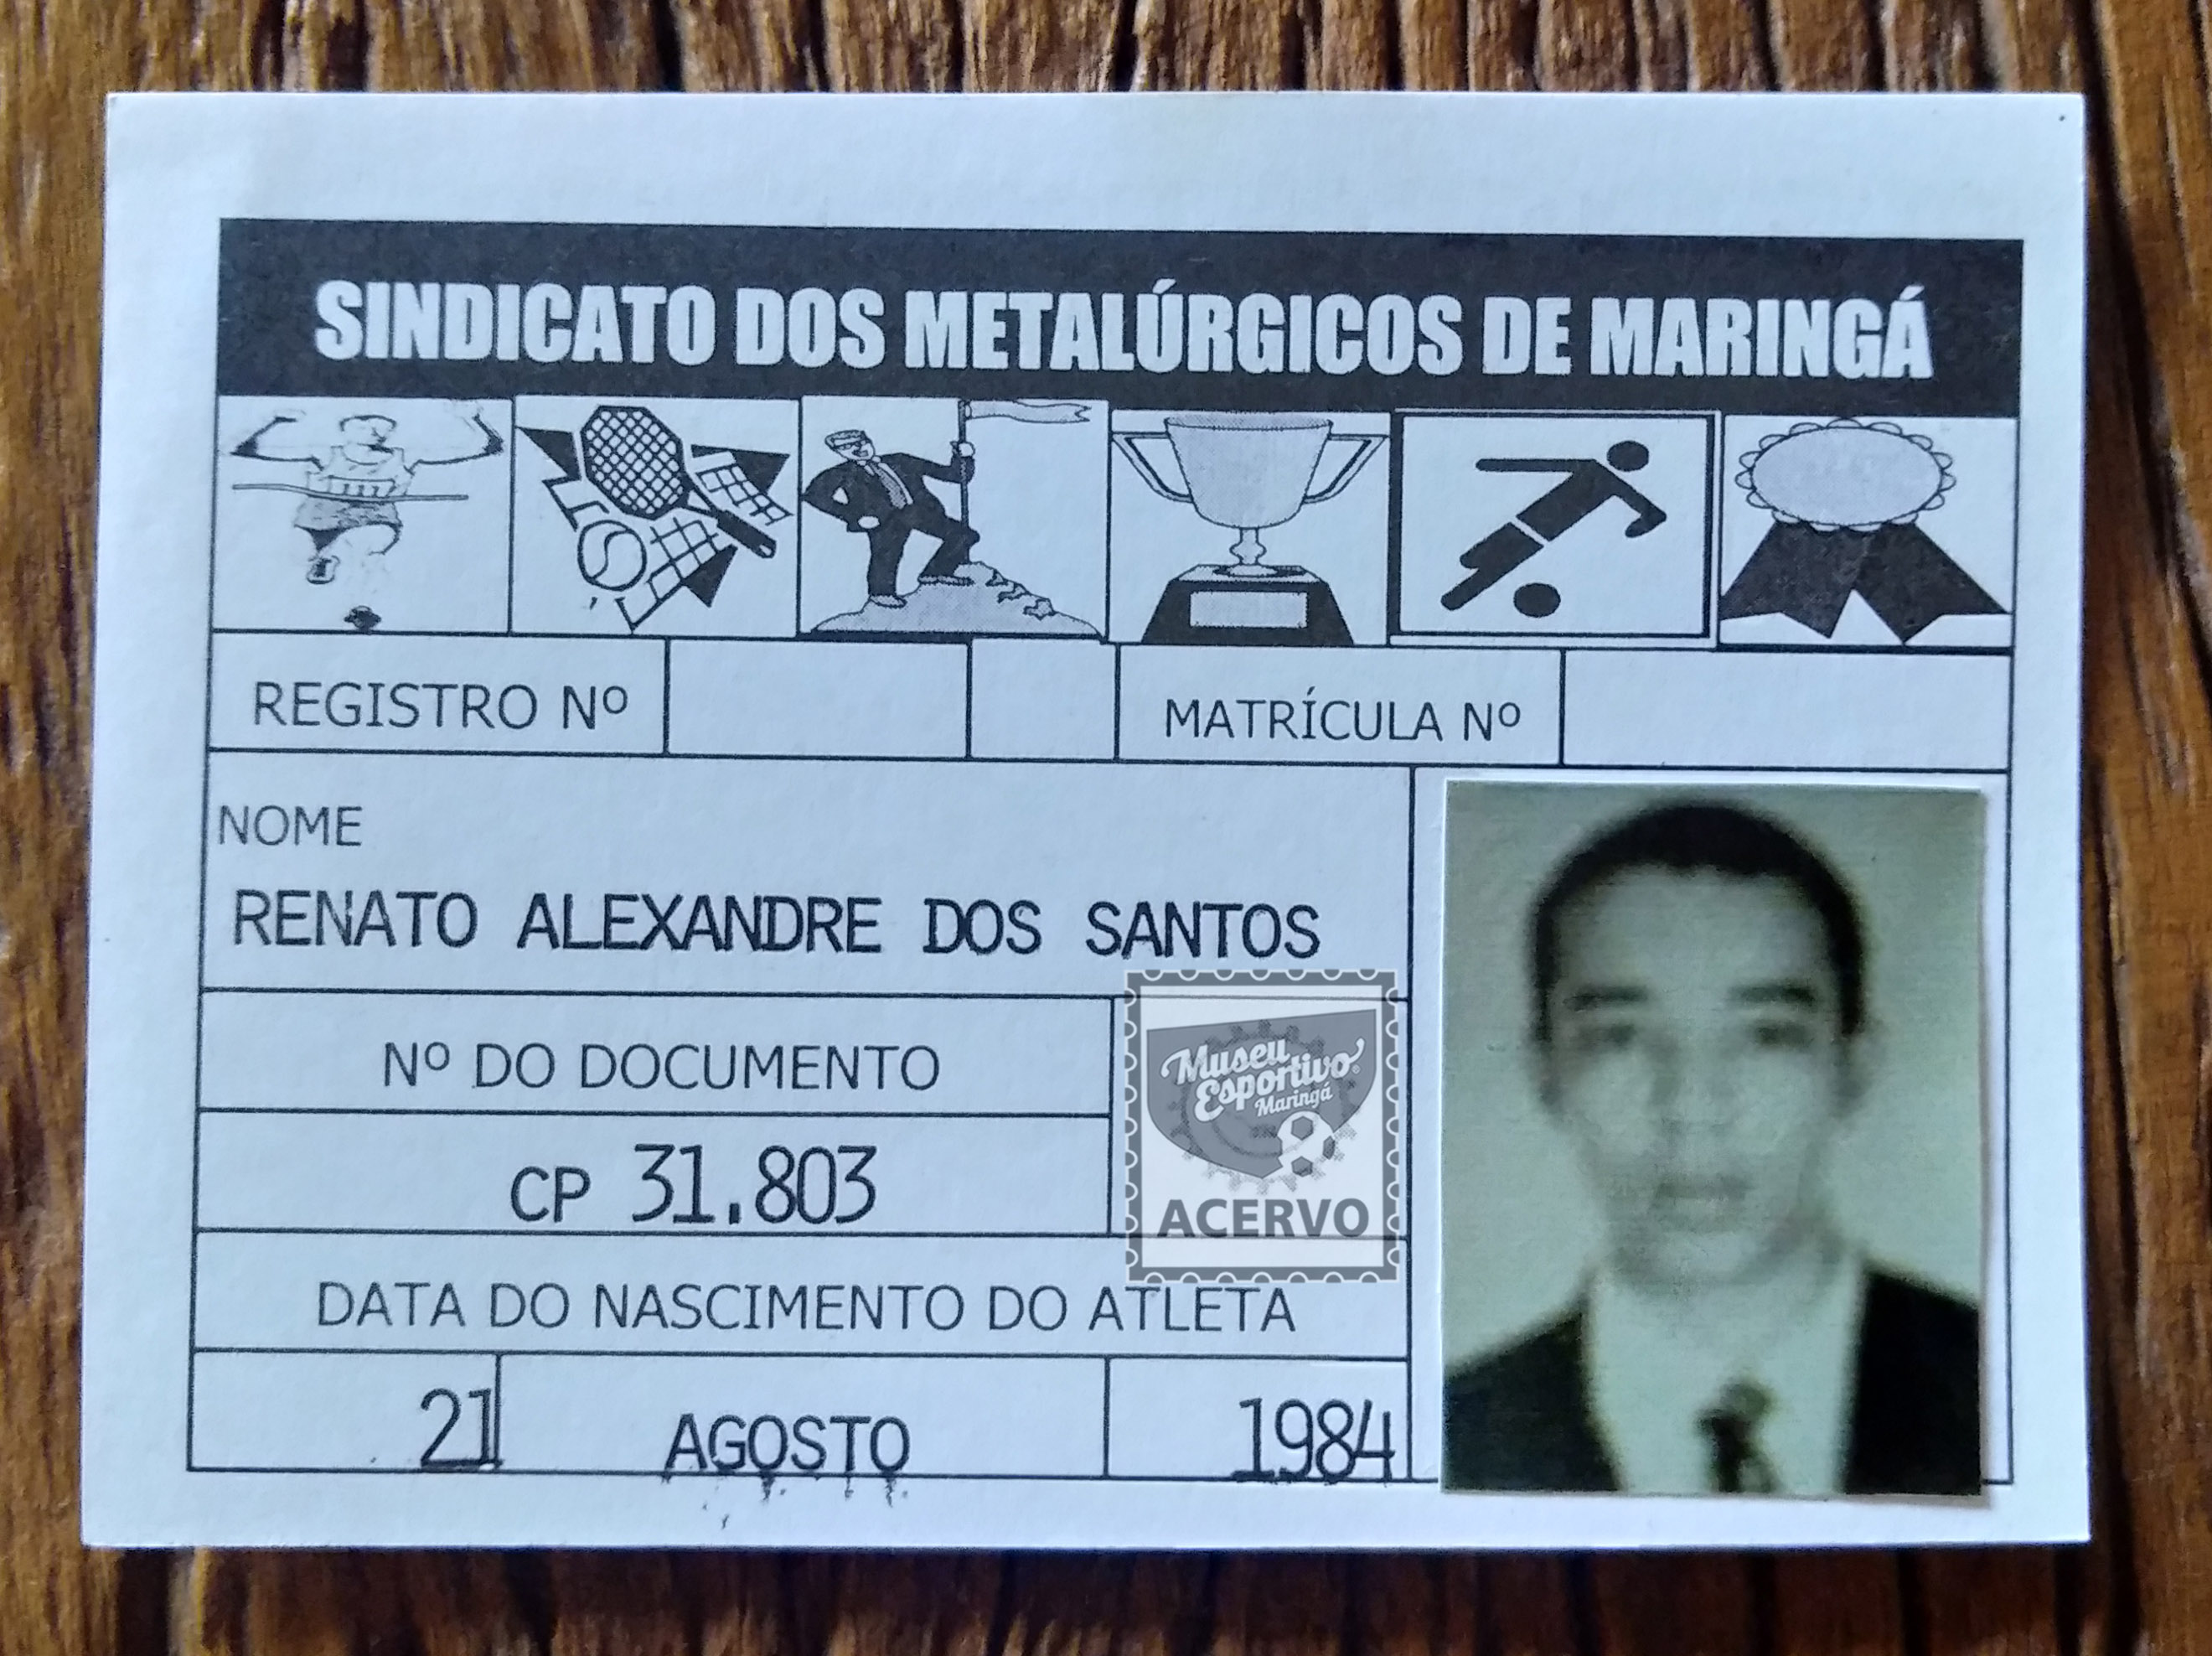 SINDICATO DOS METALÚRGICOS DE MARINGÁ
REGISTRO Nº
MATRÍCULA Nº
NOME
RENATO ALEXANDRE DOS SANTOS
Nº DO DOCUMENTO
CP 31.803
Museu
Esportivo
Maringá
ACERVO
DATA DO NASCIMENTO DO ATLETA
21 AGOSTO 1984